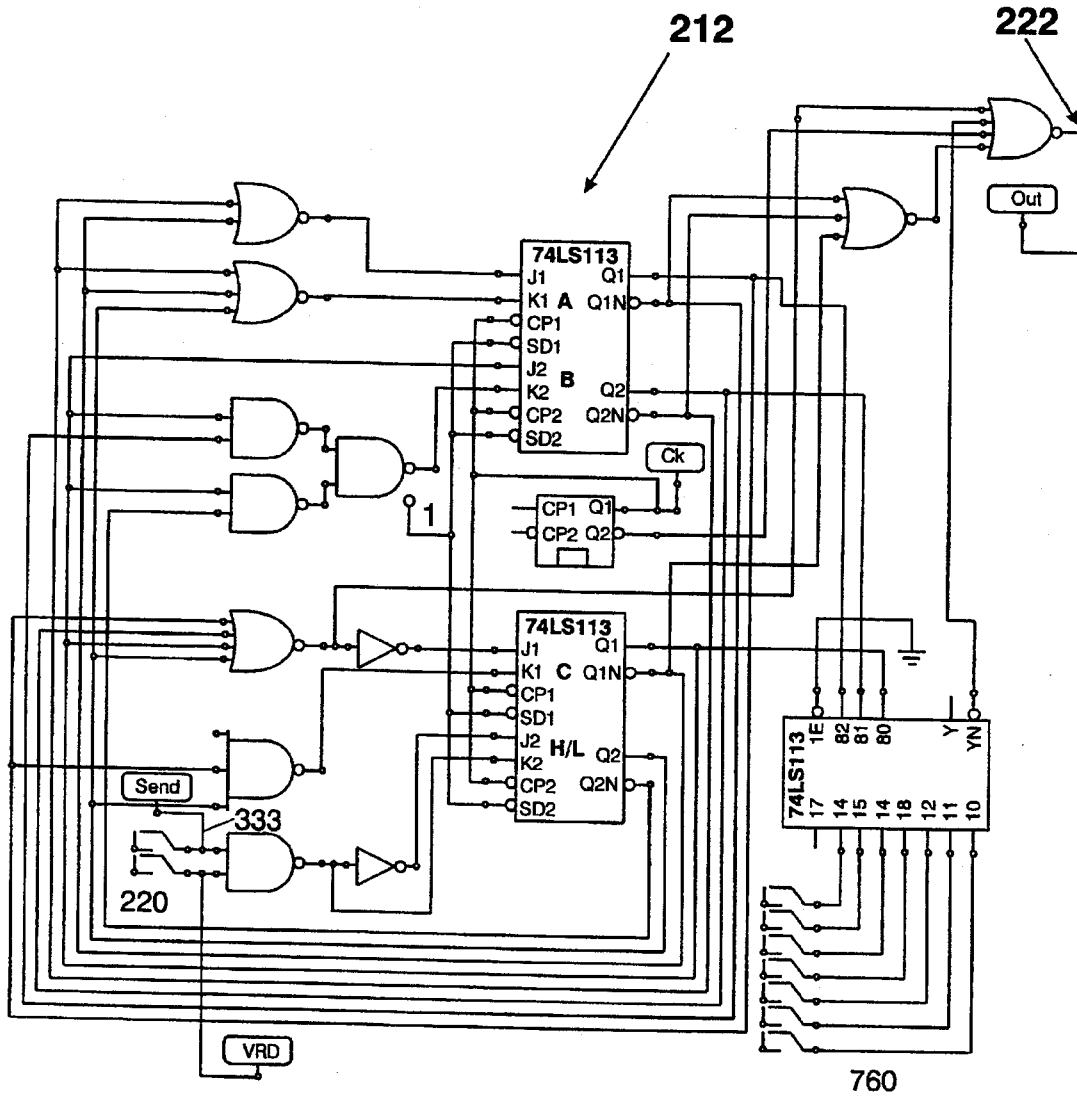 212
222
Out
74LS113
J1
Q1
K1
A
Q1N
CP1
SD1
J2
B
K2
Q2
CP2
Q2N
SD2
Ck
1
CP1
Q1
CP2
Q2
74LS113
J1
Q1
K1
C
Q1N
CP1
SD1
J2
H/L
Q2
K2
CP2
Q2N
SD2
Send
333
220
VRD
74LS113
1E
82
81
80
Y
YN
17
14
15
14
18
12
11
10
760